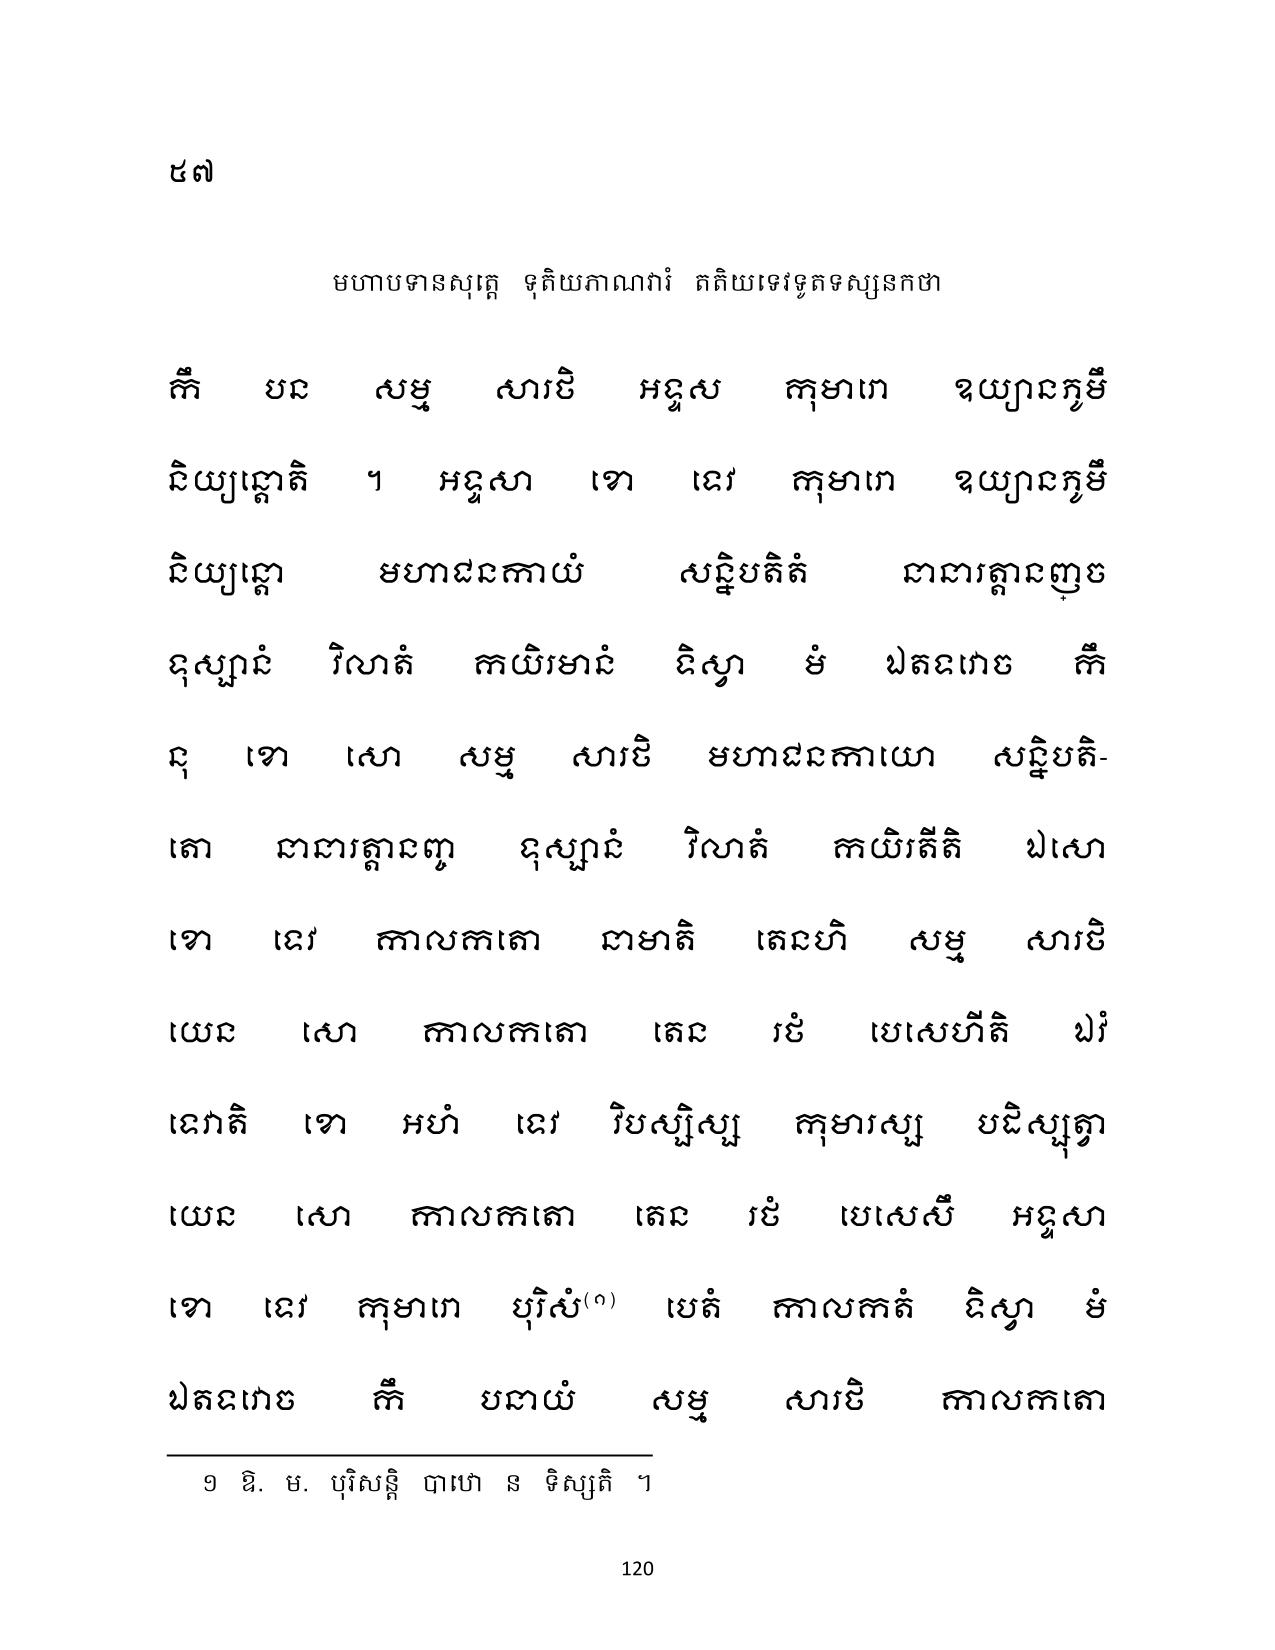 ៥៧
មហាបទានសុត្តេ ទុតិយភាណវារំ តតិយទេវទូតទស្សនកថា
កឹ បន សម្ម សារថិ អទ្ទស កុមារោ ឧយ្យានភូមឹ
និយ្យន្តោតិ ។ អទ្ទសា ខោ ទេវ កុមារោ ឧយ្យានភូមឹ
និយ្យន្តោ មហាជនកាយំ សន្និបតិតំ នានារត្តានញ្ច
ទុស្សានំ វិលាតំ កយិរមានំ ទិស្វា មំ ឯតទវោច កឹ
នុ ខោ សោ សម្ម សារថិ មហាជនកាយោ សន្និបតិ-
តោ នានារត្តានញ្ច ទុស្សានំ វិលាតំ កយិរតីតិ ឯសោ
ខោ ទេវ កាលកតោ នាមាតិ តេនហិ សម្ម សារថិ
យេន សោ កាលកតោ តេន រថំ បេសេហីតិ ឯវំ
ទេវាតិ ខោ អហំ ទេវ វិបស្សិស្ស កុមារស្ស បដិស្សុត្វា
យេន សោ កាលកតោ តេន រថំ បេសេសឹ អទ្ទសា
ខោ ទេវ កុមារោ បុរិសំ(១) បេតំ កាលកតំ ទិស្វា មំ
ឯតទវោច កឹ បនាយំ សម្ម សារថិ កាលកតោ
១ ឱ. ម. បុរិសន្តិ បាឋោ ន ទិស្សតិ ។
120